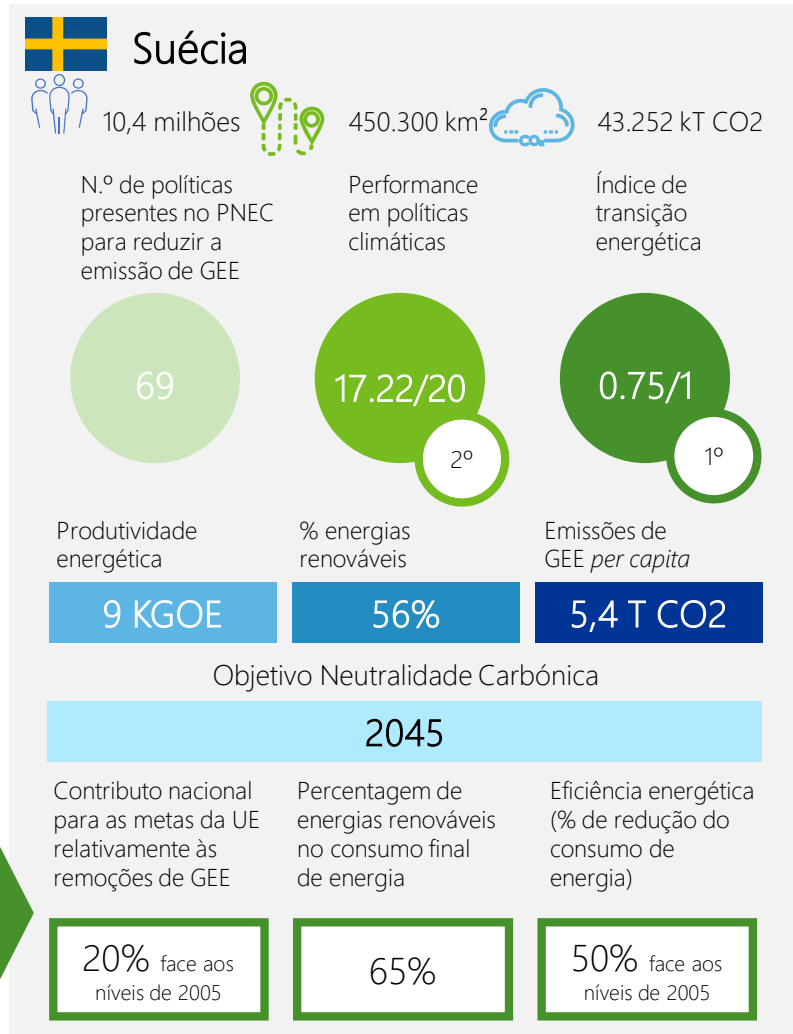 Suécia
10,4 milhões
450.300 km²
CO₂
43.252 kT CO2
N.º de políticas
presentes no PNEC
para reduzir a
emissão de GEE
Performance
em políticas
climáticas
Índice de
transição
energética
69
17.22/20
2º
0.75/1
1º
Produtividade
energética
% energias
renováveis
Emissões de
GEE per capita
9 KGOE
56%
5,4 T CO2
Objetivo Neutralidade Carbónica
2045
Contributo nacional
para as metas da UE
relativamente às
remoções de GEE
Percentagem de
energias renováveis
no consumo final
de energia
Eficiência energética
(% de redução do
consumo de
energia)
20% face aos
níveis de 2005
65%
50% face aos
níveis de 2005